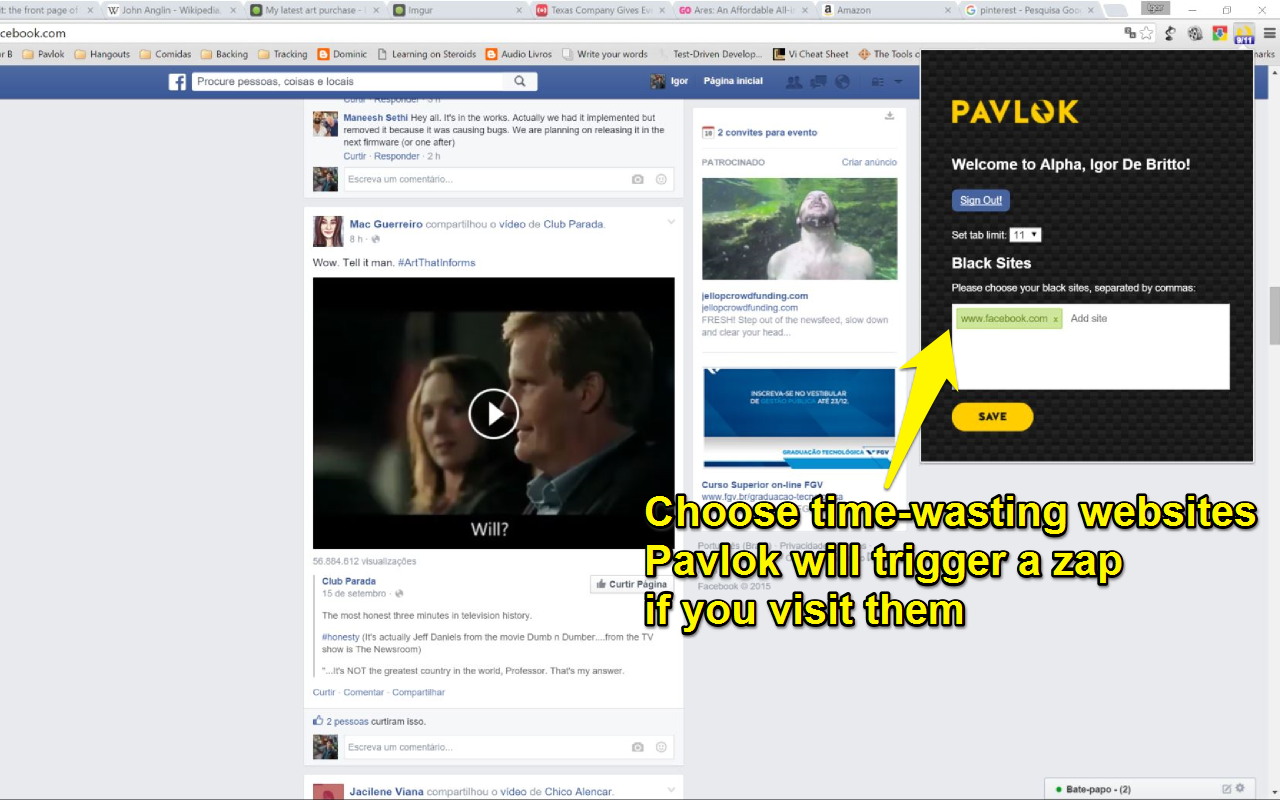 t: the front page of
John Anglin - Wikipedia,
My latest art purchase -
Imgur
Texas Company Gives Ev
Ares: An Affordable All-i
Amazon
pinterest - Pesquisa Goo
Igor
cebook.com
9/11
r B
Pavlok
Hangouts
Comidas
Backing
Tracking
Dominic
Learning on Steroids
Audio Livros
Write your words
Test-Driven Develop...
Vi Cheat Sheet
The Tools o
marks
Procure pessoas, coisas e locais
Igor
Página inicial
Curtir · Responder · 3 h
Maneesh Sethi Hey all. It's in the works. Actually we had it implemented but
removed it because it was causing bugs. We are planning on releasing it in the
next firmware (or one after)
Curtir · Responder · 2 h
Escreva um comentário...
Mac Guerreiro compartilhou o vídeo de Club Parada.
8 h ·
Wow. Tell it man. #ArtThatInforms
Will?
56.884.612 visualizações
Club Parada
15 de setembro ·
Curtir Página
The most honest three minutes in television history.
#honesty (It's actually Jeff Daniels from the movie Dumb n Dumber....from the TV
show is The Newsroom)
"...It's NOT the greatest country in the world, Professor. That's my answer.
Curtir · Comentar · Compartilhar
2 pessoas curtiram isso.
Escreva um comentário...
Jacilene Viana compartilhou o vídeo de Chico Alencar.
2 convites para evento
PATROCINADO
Criar anúncio
jellopcrowdfunding.com
jellopcrowdfunding.com
FRESH! Step out of the newsfeed, slow down
and clear your head...
INSCREVA-SE NO VESTIBULAR
DE GESTÃO PÚBLICA ATÉ 23/12.
GRADUAÇÃO TECNOLÓGICA FGV
Curso Superior on-line FGV
www.fgv.br/graduacao-tecnologica
Português (Bra Privacidade
Facebook © 2015
PAVLOK
Welcome to Alpha, Igor De Britto!
Sign Out!
Set tab limit: 11
Black Sites
Please choose your black sites, separated by commas:
www.facebook.com x
Add site
SAVE
Choose time-wasting websites
Pavlok will trigger a zap
if you visit them
Bate-papo - (2)